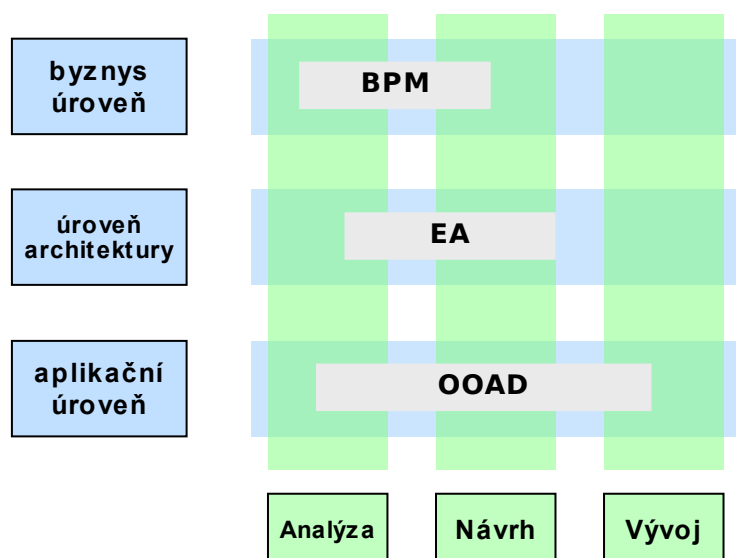 byznys
úroveň
BPM
úroveň
architektury
EA
aplikační
úroveň
OOAD
Analýza
Návrh
Vývoj